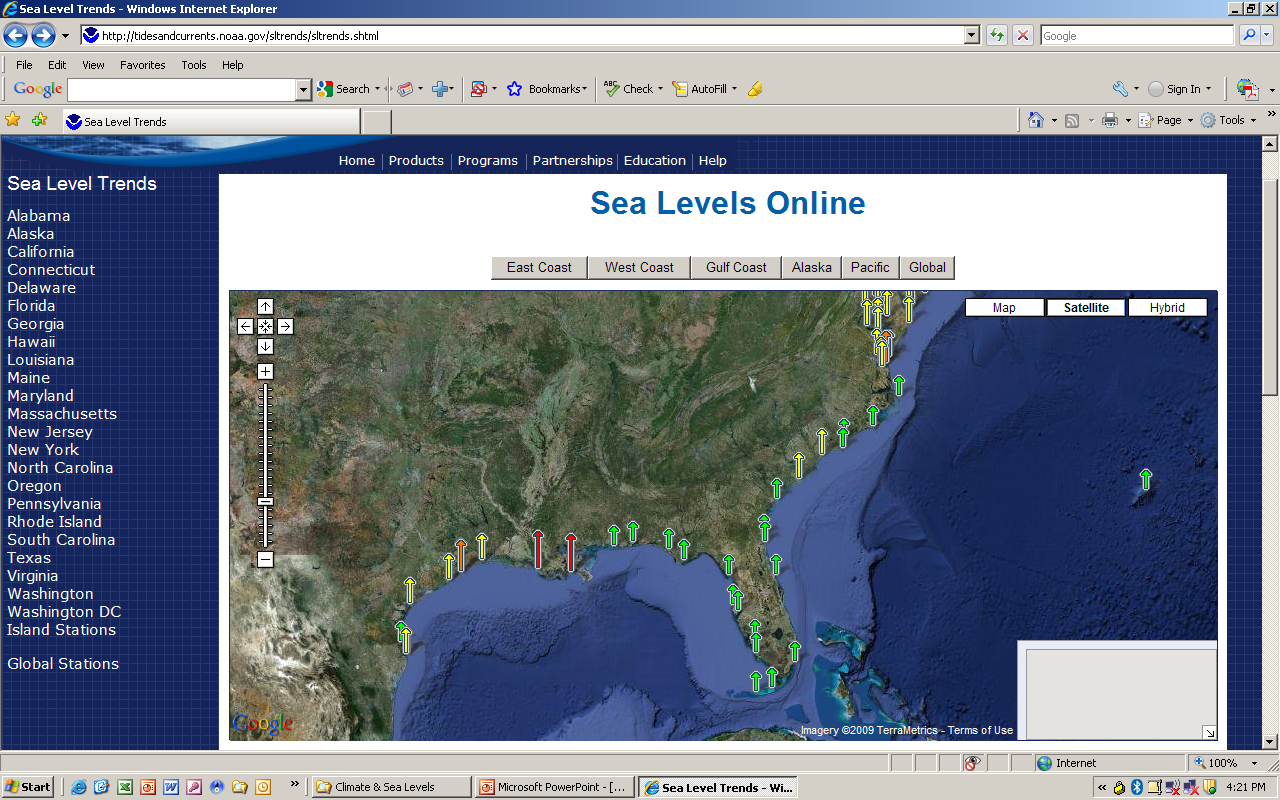 Sea Level Trends - Windows Internet Explorer
http://tidesandcurrents.noaa.gov/sltrends/sltrends.shtml
Google
File Edit View Favorites Tools Help
Google Search Bookmarks Check AutoFill Sign In
Sea Level Trends
Page Tools
Home Products Programs Partnerships Education Help
Sea Level Trends
Alabama
Alaska
California
Connecticut
Delaware
Florida
Georgia
Hawaii
Louisiana
Maine
Maryland
Massachusetts
New Jersey
New York
North Carolina
Oregon
Pennsylvania
Rhode Island
South Carolina
Texas
Virginia
Washington
Washington DC
Island Stations
Global Stations
Sea Levels Online
East Coast West Coast Gulf Coast Alaska Pacific Global
Map Satellite Hybrid
Google
Imagery ©2009 TerraMetrics - Terms of Use
Internet 100%
Start Climate & Sea Levels Microsoft PowerPoint - [... Sea Level Trends - Wi... 4:21 PM